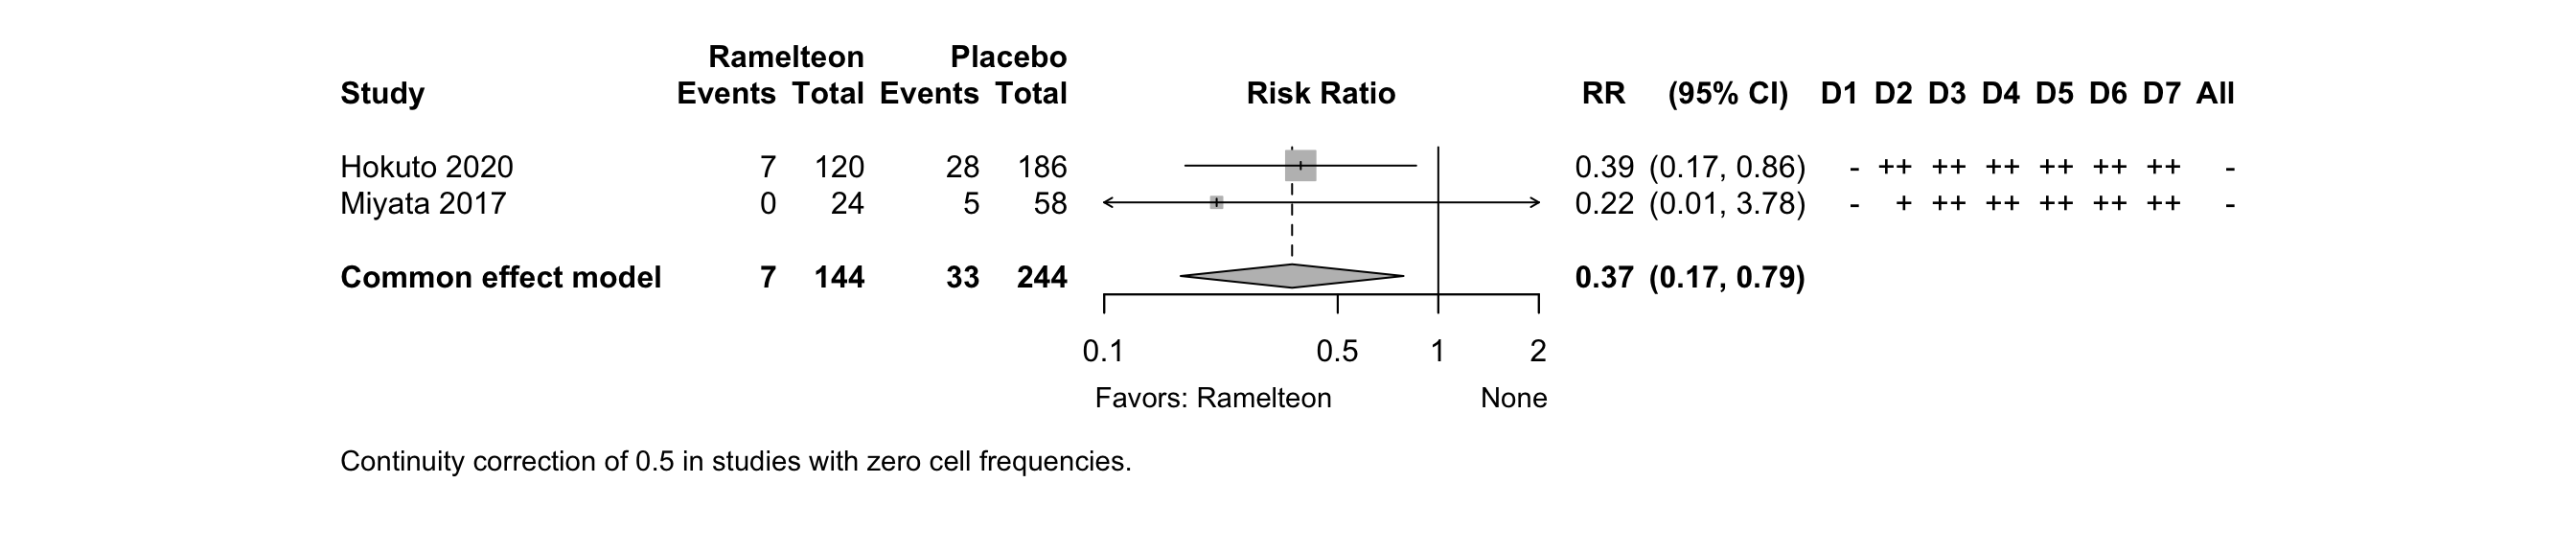 Ramelteon Placebo
Study Events Total Events Total Risk Ratio RR (95% CI) D1 D2 D3 D4 D5 D6 D7 All
Hokuto 2020 7 120 28 186 0.39 (0.17, 0.86) - ++ ++ ++ ++ ++ ++ -
Miyata 2017 0 24 5 58 0.22 (0.01, 3.78) - + ++ ++ ++ ++ ++ -
Common effect model 7 144 33 244 0.37 (0.17, 0.79)
0.1 0.5 1 2
Favors: Ramelteon None
Continuity correction of 0.5 in studies with zero cell frequencies.